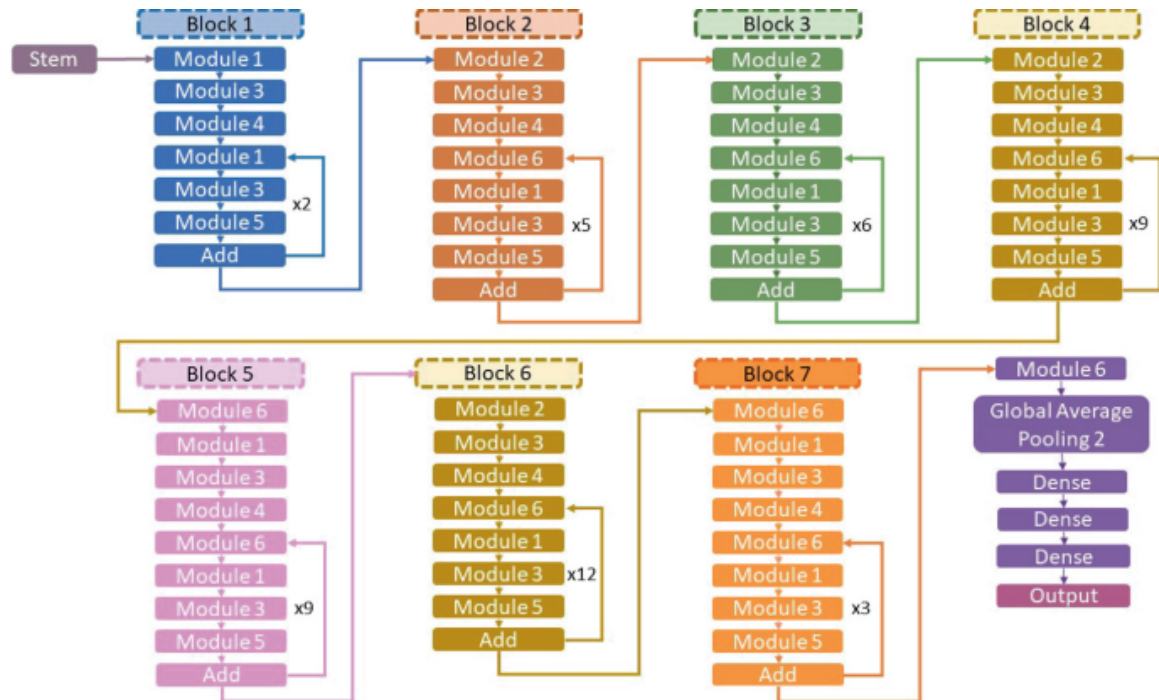 Block 1
Block 2
Block 3
Block 4
Stem
Module 1
Module 3
Module 4
Module 1
Module 3
Module 5
Add
x2
Module 2
Module 3
Module 4
Module 6
Module 1
Module 3
Module 5
Add
x5
Module 2
Module 3
Module 4
Module 6
Module 1
Module 3
Module 5
Add
x6
Module 2
Module 3
Module 4
Module 6
Module 1
Module 3
Module 5
Add
x9
Block 5
Module 6
Module 1
Module 3
Module 4
Module 6
Module 1
Module 3
Module 5
Add
x9
Block 6
Module 2
Module 3
Module 4
Module 6
Module 1
Module 3
Module 5
Add
x12
Block 7
Module 6
Module 1
Module 3
Module 4
Module 6
Module 1
Module 3
Module 5
Add
x3
Module 6
Global Average
Pooling 2
Dense
Dense
Dense
Output